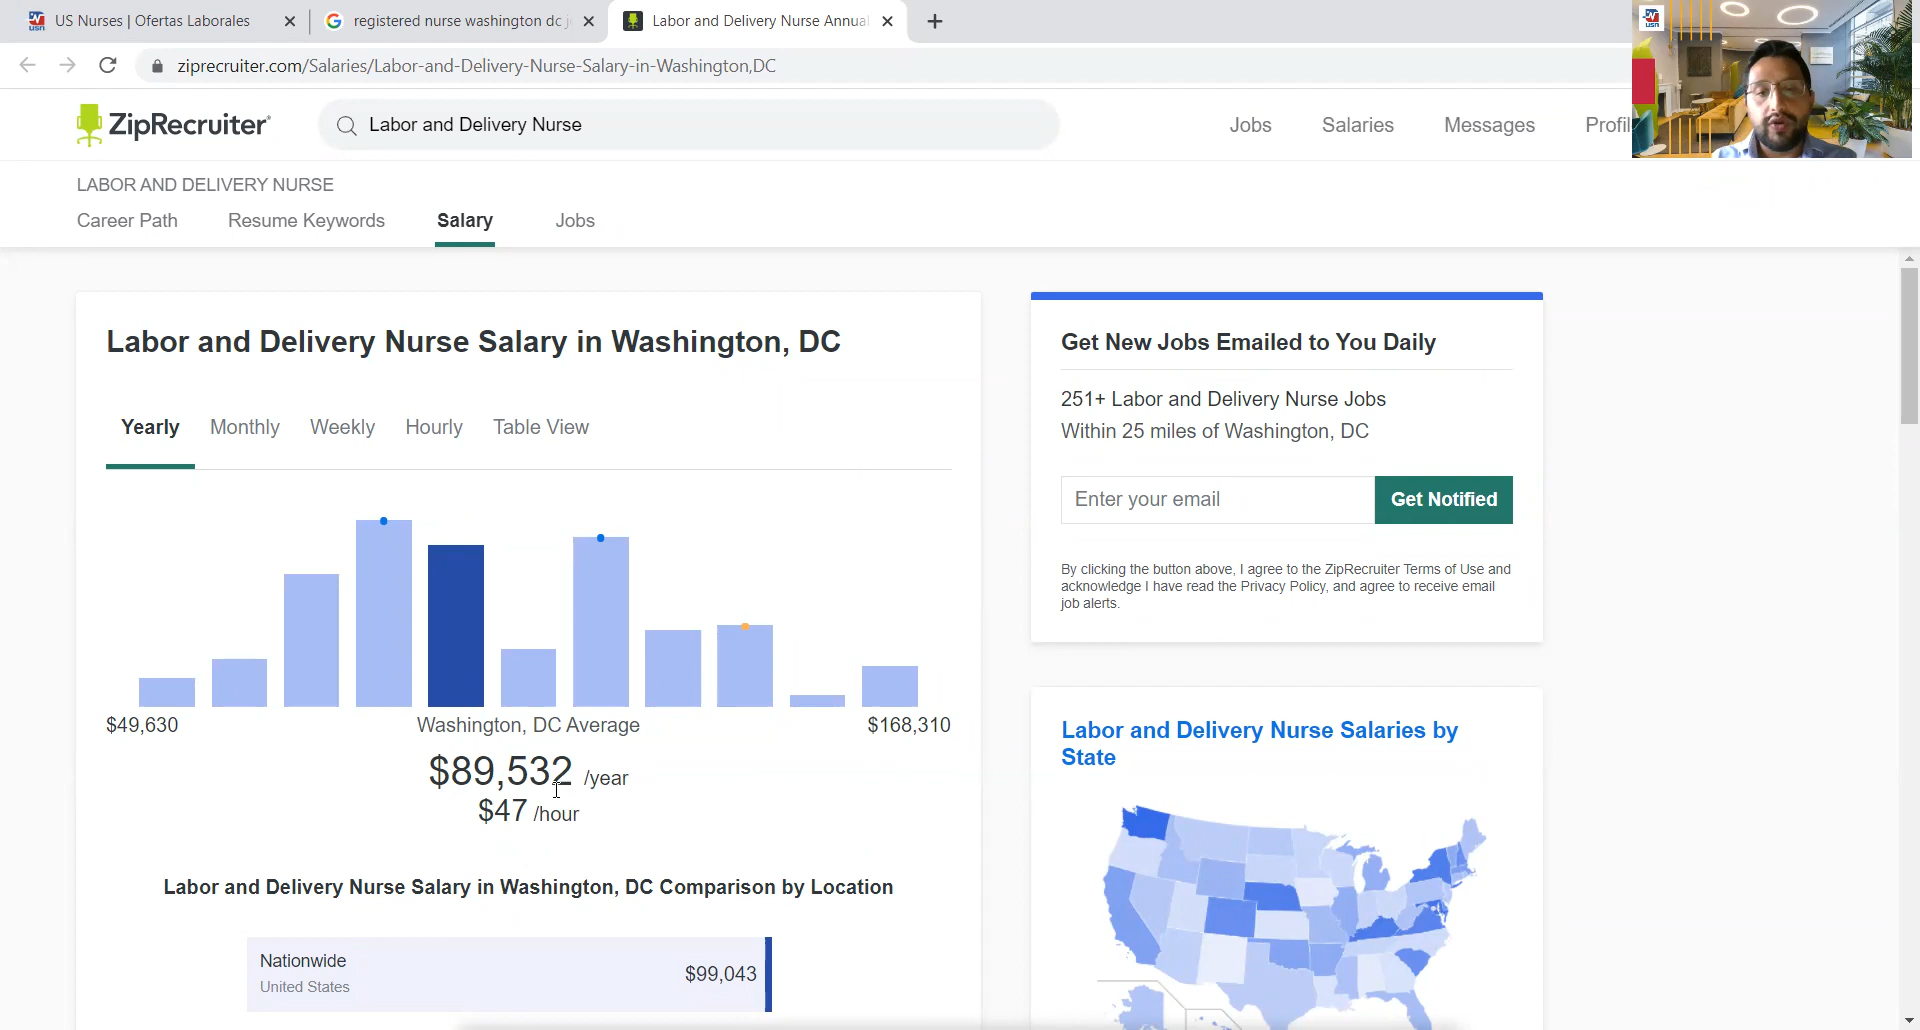 US Nurses | Ofertas Laborales
registered nurse washington dc j
Labor and Delivery Nurse Annual
ziprecruiter.com/Salaries/Labor-and-Delivery-Nurse-Salary-in-Washington,DC
usn
ZipRecruiter
Labor and Delivery Nurse
Jobs
Salaries
Messages
Profil
LABOR AND DELIVERY NURSE
Career Path
Resume Keywords
Salary
Jobs
Labor and Delivery Nurse Salary in Washington, DC
Yearly
Monthly
Weekly
Hourly
Table View
$49,630
Washington, DC Average
$168,310
$89,532 /year
$47 /hour
Labor and Delivery Nurse Salary in Washington, DC Comparison by Location
Nationwide
United States
$99,043
Get New Jobs Emailed to You Daily
251+ Labor and Delivery Nurse Jobs
Within 25 miles of Washington, DC
Enter your email
Get Notified
By clicking the button above, I agree to the ZipRecruiter Terms of Use and
acknowledge I have read the Privacy Policy, and agree to receive email
job alerts.
Labor and Delivery Nurse Salaries by
State